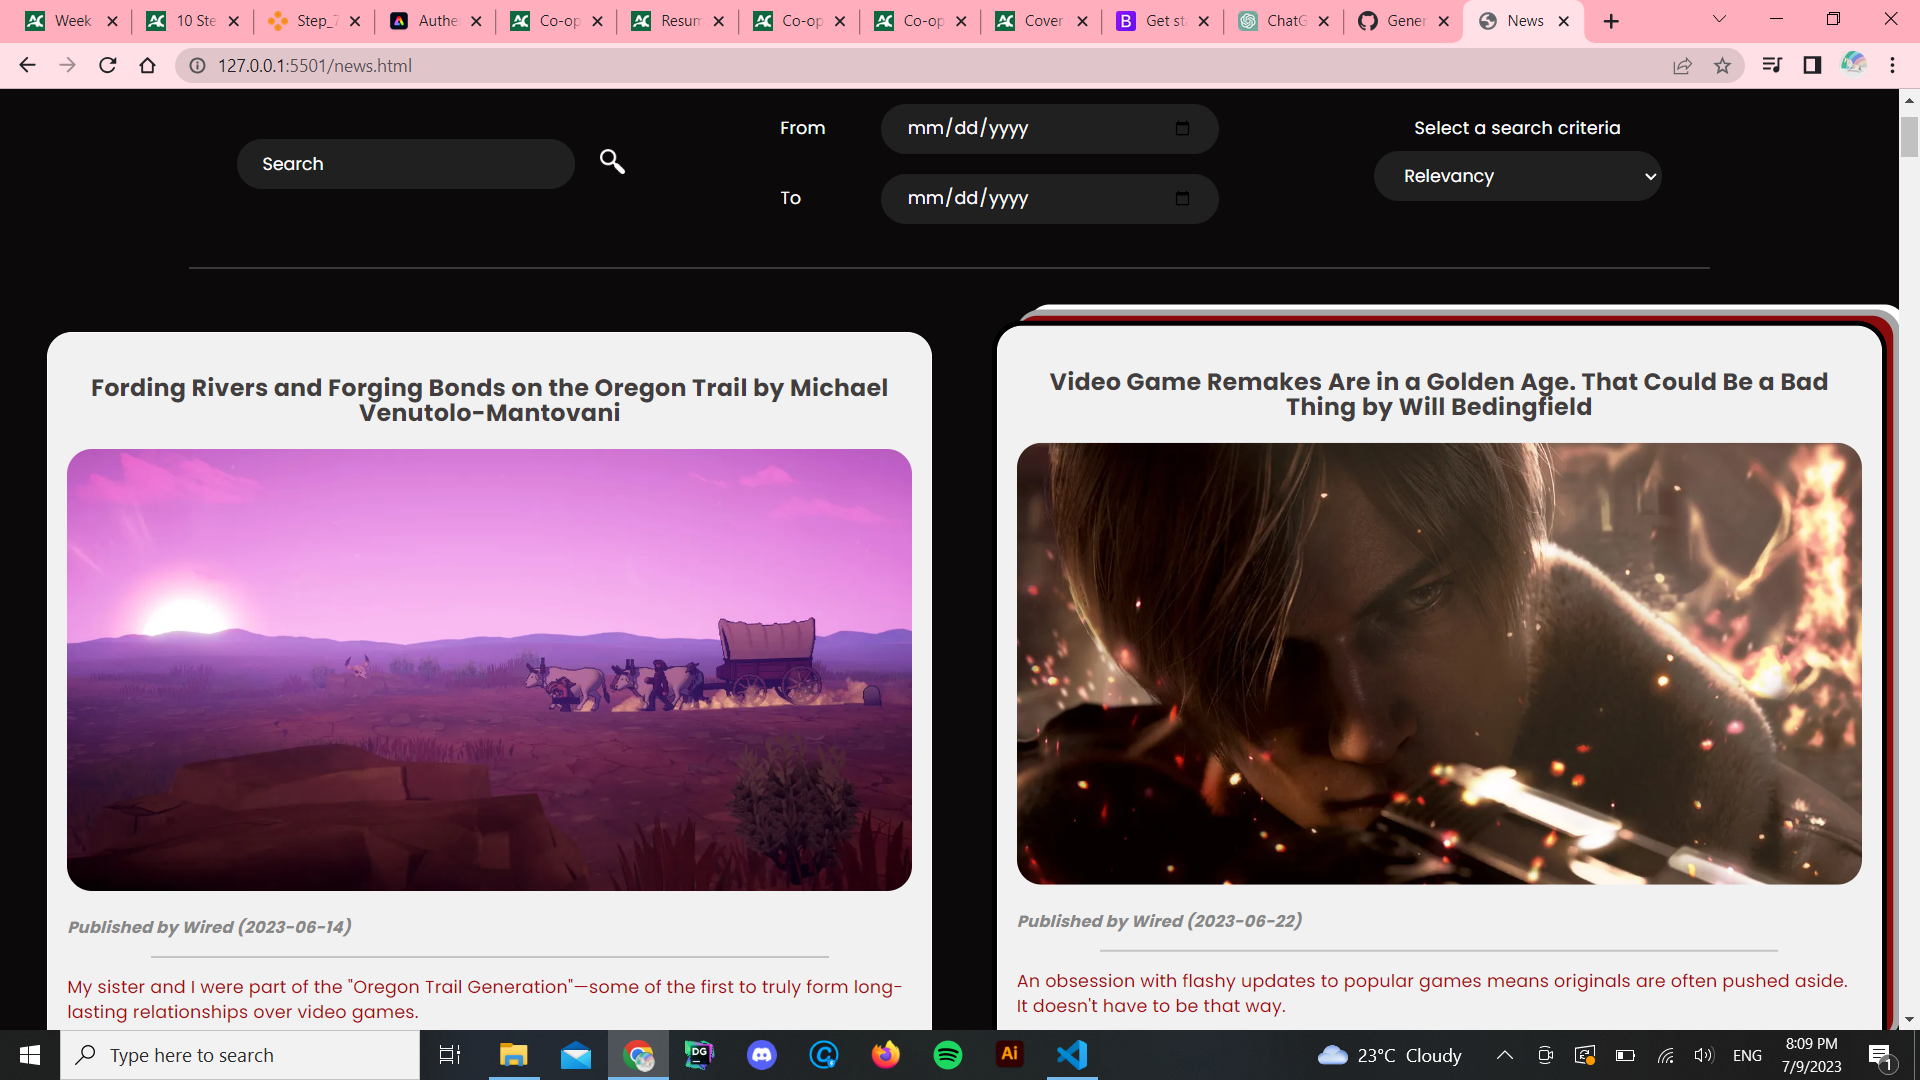 Week
10 Ste
Step_7
Authe
Co-op
Resum
Co-op
Co-op
Cover
Get sta
ChatG
Gener
News
127.0.0.1:5501/news.html
Search
From
mm/dd/yyyy
To
mm/dd/yyyy
Select a search criteria
Relevancy
Fording Rivers and Forging Bonds on the Oregon Trail by Michael
Venutolo-Mantovani
Published by Wired (2023-06-14)
My sister and I were part of the "Oregon Trail Generation"—some of the first to truly form long-
lasting relationships over video games.
Video Game Remakes Are in a Golden Age. That Could Be a Bad
Thing by Will Bedingfield
Published by Wired (2023-06-22)
An obsession with flashy updates to popular games means originals are often pushed aside.
It doesn't have to be that way.
Type here to search
DG
Ai
23°C Cloudy
ENG
8:09 PM
7/9/2023
1